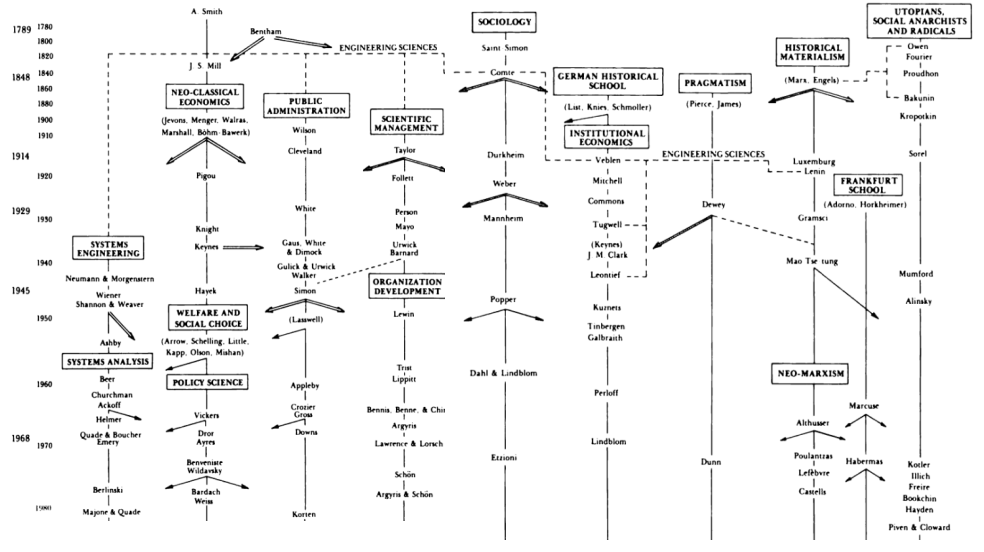 1789
1848
1914
1929
1945
1968
1780
1800
1820
1840
1860
1880
1900
1910
1920
1930
1940
1950
1960
1970
A. Smith
Bentham
J. S. Mill
NEO-CLASSICAL
ECONOMICS
(Jevons, Menger, Walras,
Marshall, Böhm-Bawerk)
Pigou
Knight
Keynes
Hayek
WELFARE AND
SOCIAL CHOICE
(Arrow, Schelling, Little,
Kapp, Olson, Mishan)
POLICY SCIENCE
Vickers
Dror
Ayres
Benveniste
Wildavsky
Bardach
Weiss
SYSTEMS
ENGINEERING
Neumann & Morgenstern
Wiener
Shannon & Weaver
Ashby
SYSTEMS ANALYSIS
Beer
Churchman
Ackoff
Helmer
Quade & Boucher
Emery
Berlinski
Majone & Quade
ENGINEERING SCIENCES
PUBLIC
ADMINISTRATION
Wilson
Cleveland
White
Gaus, White
& Dimock
Gulick & Urwick
Walker
Simon
(Lasswell)
Appleby
Crozier
Gross
Downs
Korten
SCIENTIFIC
MANAGEMENT
Taylor
Follett
Person
Mayo
Urwick
Barnard
ORGANIZATION
DEVELOPMENT
Lewin
Trist
Lippitt
Bennis, Benne, & Chin
Argyris
Lawrence & Lorsch
Schön
Argyris & Schön
SOCIOLOGY
Saint Simon
Comte
Durkheim
Weber
Mannheim
Popper
Dahl & Lindblom
Etzioni
GERMAN HISTORICAL
SCHOOL
(List, Knies, Schmoller)
INSTITUTIONAL
ECONOMICS
Veblen
Mitchell
Commons
Tugwell
(Keynes)
J. M. Clark
Leontief
Kuznets
Tinbergen
Galbraith
Perloff
Lindblom
PRAGMATISM
(Pierce, James)
ENGINEERING SCIENCES
Dewey
Dunn
HISTORICAL
MATERIALISM
(Marx, Engels)
Luxemburg
Lenin
Gramsci
Mao Tse-tung
NEO-MARXISM
Althusser
Poulantzas
Lefèbvre
Castells
FRANKFURT
SCHOOL
(Adorno, Horkheimer)
Marcuse
Habermas
UTOPIANS,
SOCIAL ANARCHISTS
AND RADICALS
Owen
Fourier
Proudhon
Bakunin
Kropotkin
Sorel
Mumford
Alinsky
Kotler
Illich
Freire
Bookchin
Hayden
Piven & Cloward